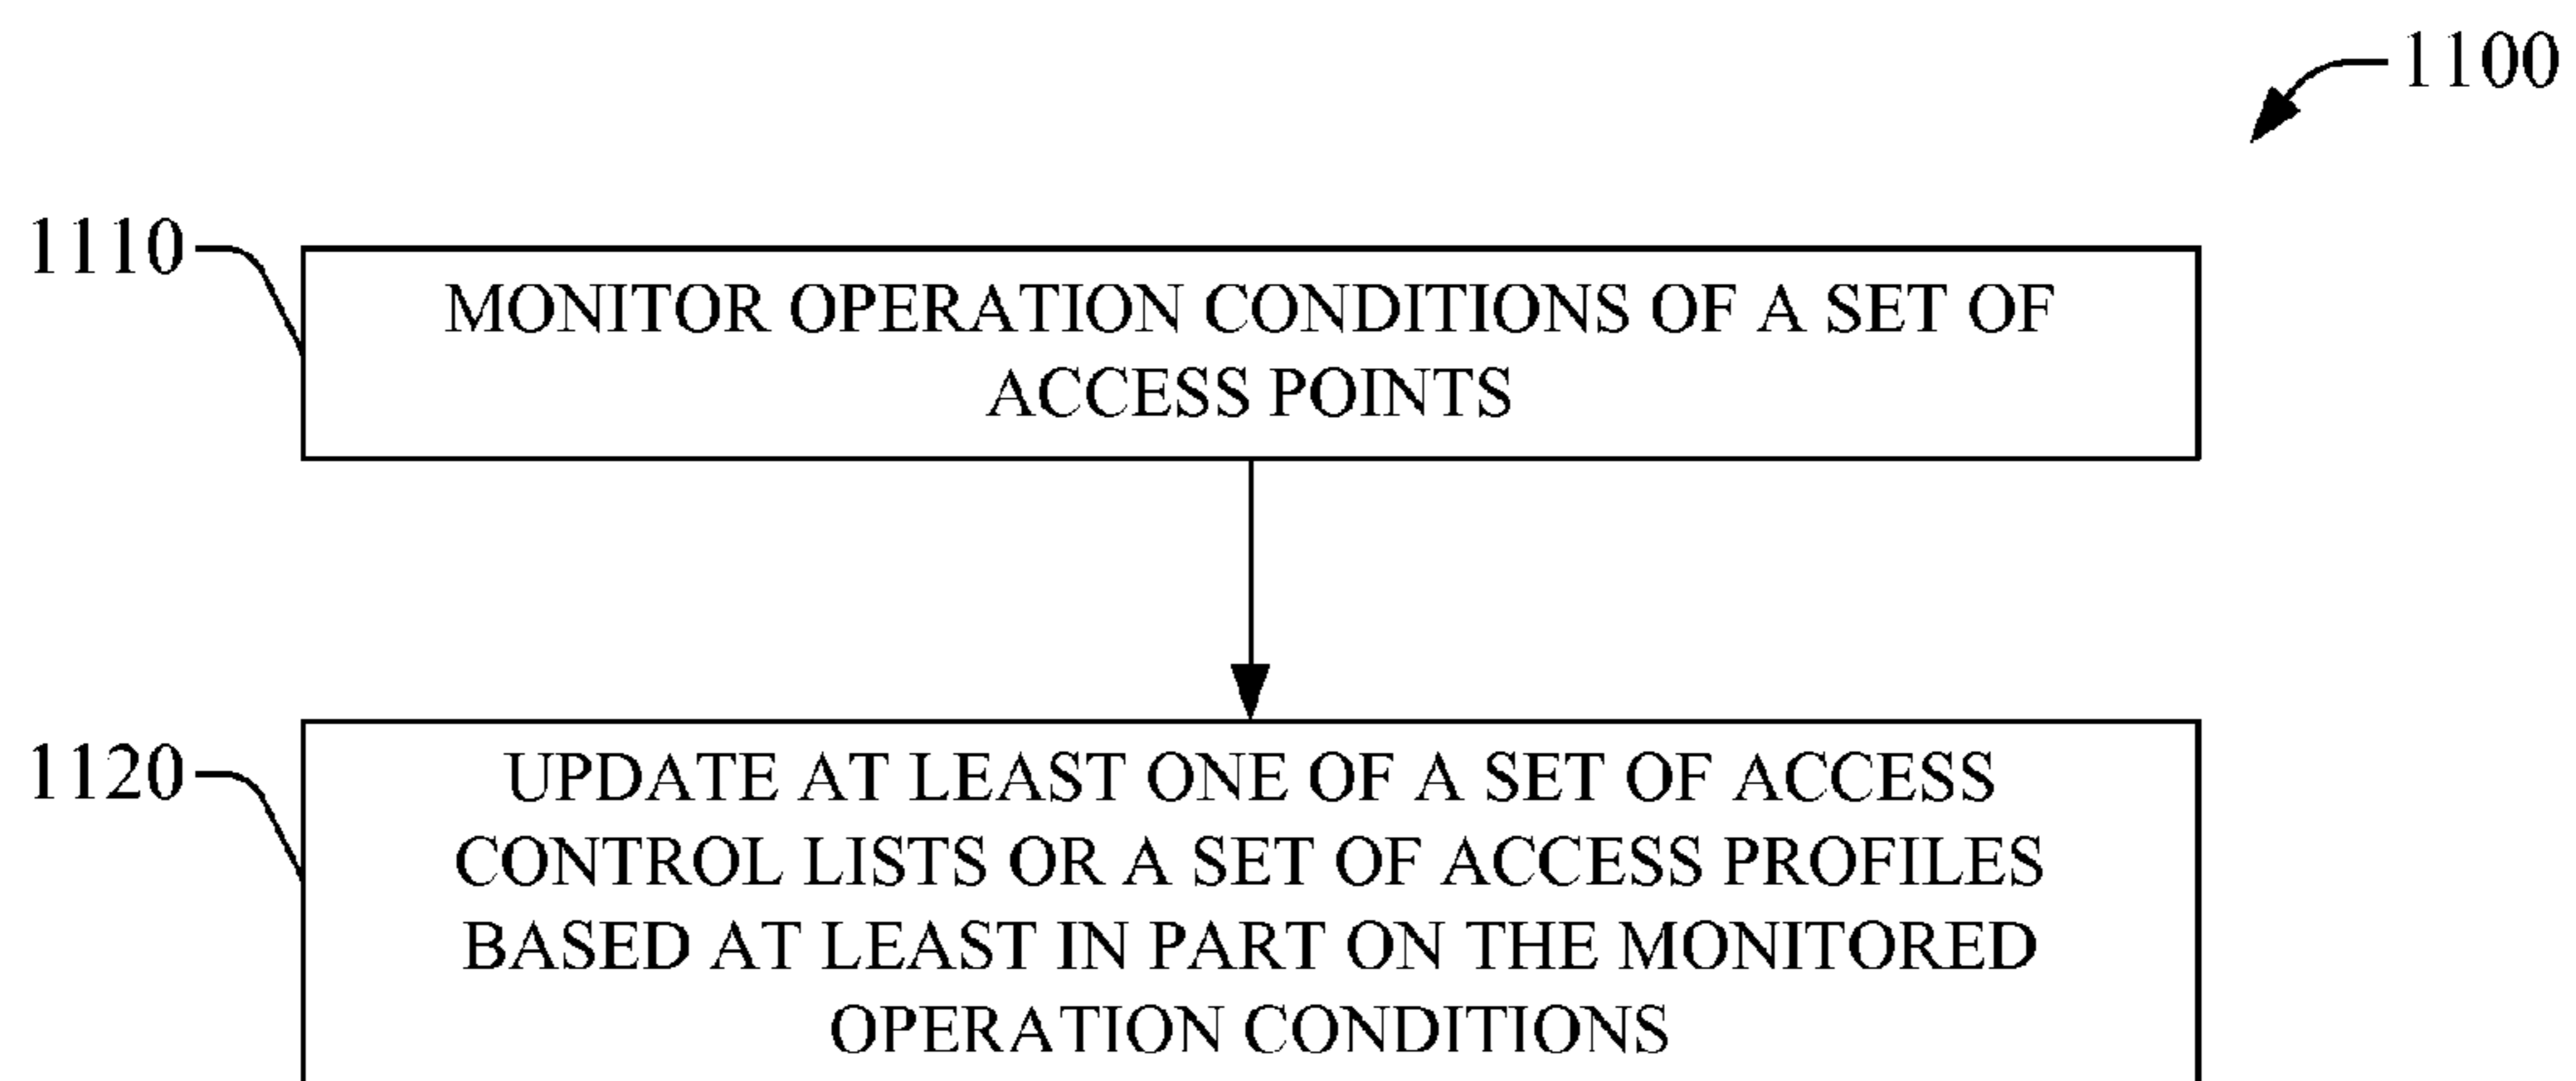 1100
1110
MONITOR OPERATION CONDITIONS OF A SET OF
ACCESS POINTS
1120
UPDATE AT LEAST ONE OF A SET OF ACCESS
CONTROL LISTS OR A SET OF ACCESS PROFILES
BASED AT LEAST IN PART ON THE MONITORED
OPERATION CONDITIONS